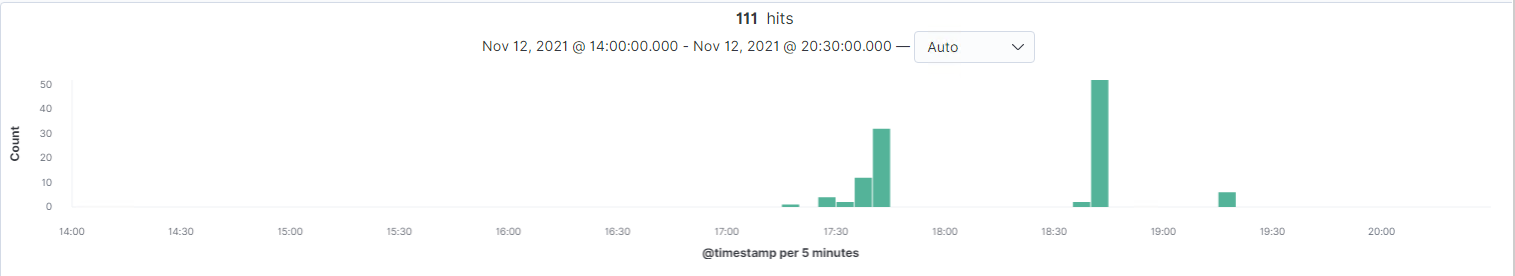 111 hits
Nov 12, 2021 @ 14:00:00.000 - Nov 12, 2021 @ 20:30:00.000 — Auto
50
40
30
20
10
0
Count
14:00 14:30 15:00 15:30 16:00 16:30 17:00 17:30 18:00 18:30 19:00 19:30 20:00
@timestamp per 5 minutes